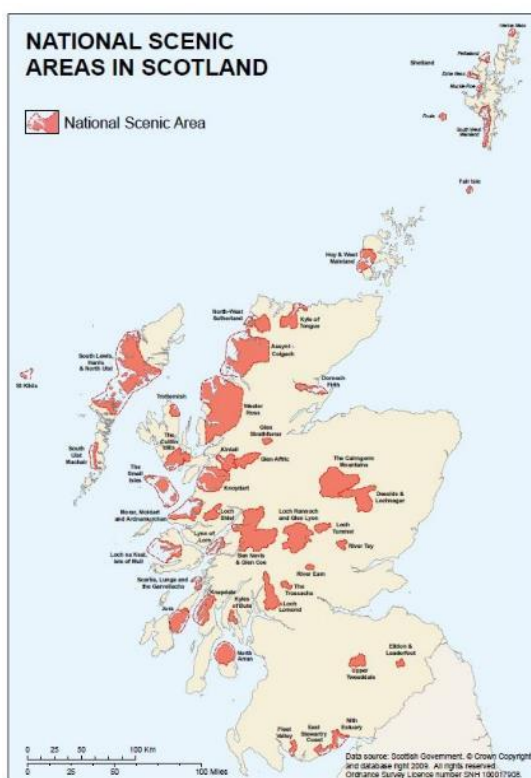 NATIONAL SCENIC
AREAS IN SCOTLAND
National Scenic Area
Shetland
Fair Isle
Hoy & West
Mainland
North-West
Sutherland
Kyle of
Tongue
Assynt -
Coigach
South Lewis,
Harris
& North Uist
St Kilda
Dornoch
Firth
Trotternish
Wester
Ross
Glen
Strathfarrar
The Cuillin
Hills
Kintail
Glen Affric
South
Uist
Machair
The
Small
Isles
Knoydart
The Cairngorm
Mountains
Deeside &
Lochnagar
Morar, Moidart
and Ardnamurchan
Loch
Shiel
Loch Rannoch
and Glen Lyon
Loch
Tummel
Lynn of
Lorn
Loch na Keal,
Isle of Mull
Ben Nevis
& Glen Coe
River Tay
River Earn
Scarba, Lunga and
the Garvellachs
The
Trossachs
Knapdale
Kyles
of Bute
Loch
Lomond
Jura
North
Arran
Upper
Tweeddale
Eildon &
Leaderfoot
Fleet
Valley
East
Stewartry
Coast
Nith
Estuary
0 25 50 100 Km
0 50 100 Miles
Data source: Scottish Government. © Crown Copyright
and database right 2009. All rights reserved.
Ordnance Survey Licence number SNH 100017908